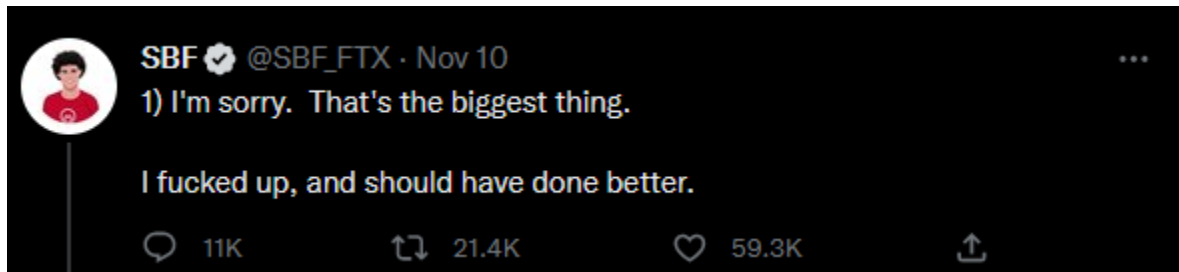 SBF @SBF_FTX · Nov 10
1) I'm sorry.  That's the biggest thing.
I fucked up, and should have done better.
11K 21.4K 59.3K